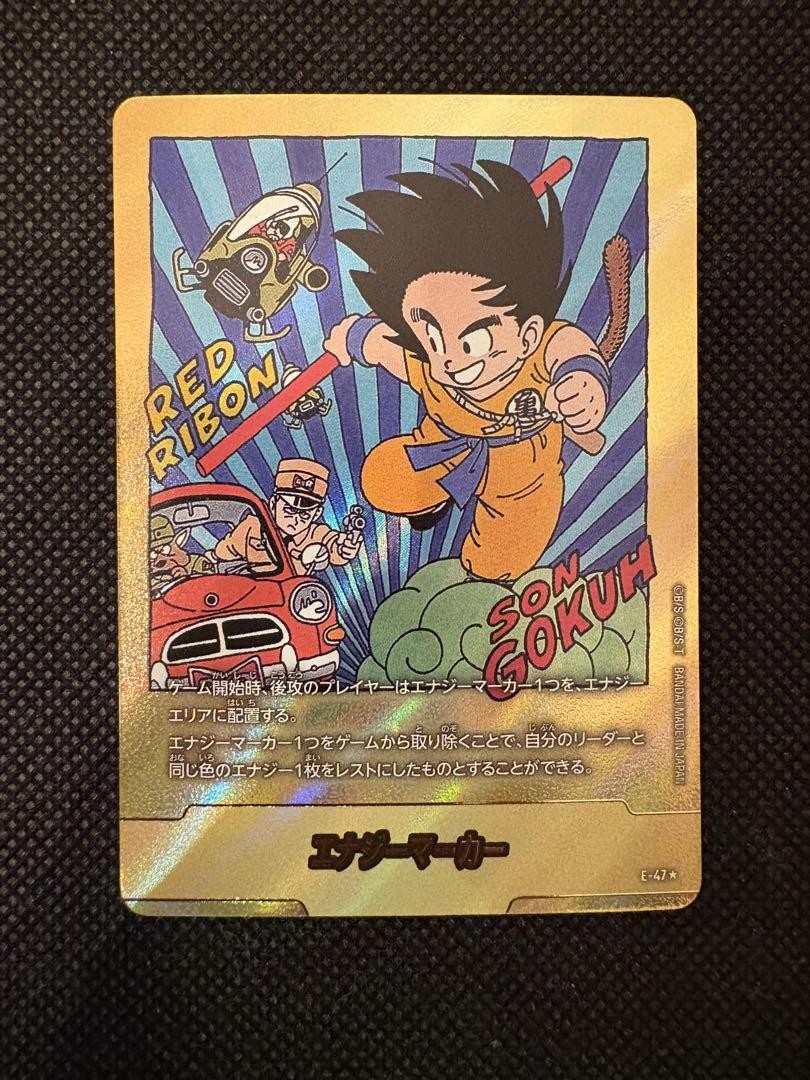 RED
RIBON
SON
GOKUH
亀
ゲーム開始時、後攻のプレイヤーはエナジーマーカー1つを、エナジー
エリアに配置する。
エナジーマーカー1つをゲームから取り除くことで、自分のリーダーと
同じ色のエナジー1枚をレストにしたものとすることができる。
エナジーマーカー
E-47★
©B/S ©B/S.T BANDAI MADE IN JAPAN